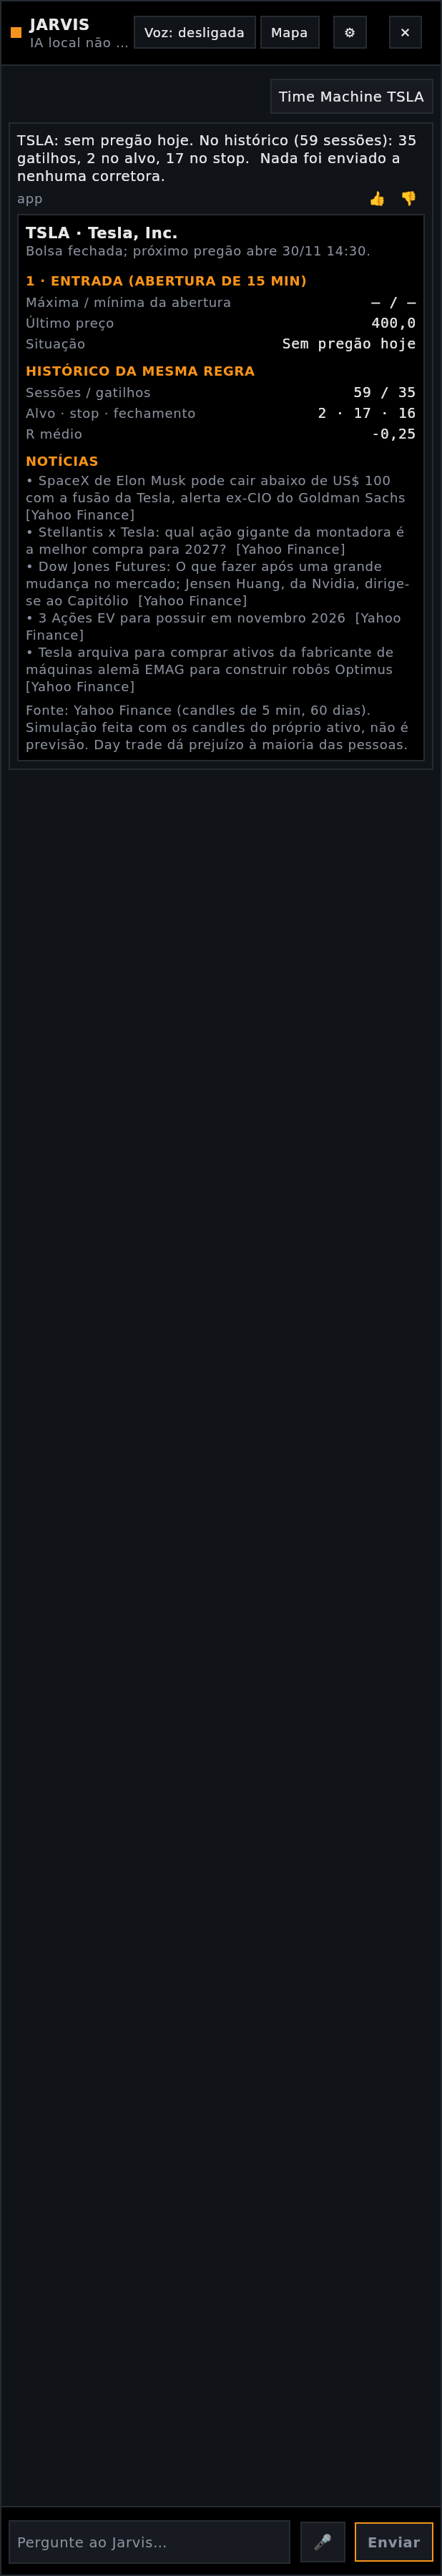 JARVIS
IA local não ...
Voz: desligada
Mapa
Time Machine TSLA
TSLA: sem pregão hoje. No histórico (59 sessões): 35
gatilhos, 2 no alvo, 17 no stop.  Nada foi enviado a
nenhuma corretora.
app
TSLA · Tesla, Inc.
Bolsa fechada; próximo pregão abre 30/11 14:30.
1 · ENTRADA (ABERTURA DE 15 MIN)
Máxima / mínima da abertura — / —
Último preço 400,0
Situação Sem pregão hoje
HISTÓRICO DA MESMA REGRA
Sessões / gatilhos 59 / 35
Alvo · stop · fechamento 2 · 17 · 16
R médio -0,25
NOTÍCIAS
• SpaceX de Elon Musk pode cair abaixo de US$ 100
com a fusão da Tesla, alerta ex-CIO do Goldman Sachs
[Yahoo Finance]
• Stellantis x Tesla: qual ação gigante da montadora é
a melhor compra para 2027?  [Yahoo Finance]
• Dow Jones Futures: O que fazer após uma grande
mudança no mercado; Jensen Huang, da Nvidia, dirige-
se ao Capitólio  [Yahoo Finance]
• 3 Ações EV para possuir em novembro 2026  [Yahoo
Finance]
• Tesla arquiva para comprar ativos da fabricante de
máquinas alemã EMAG para construir robôs Optimus
[Yahoo Finance]
Fonte: Yahoo Finance (candles de 5 min, 60 dias).
Simulação feita com os candles do próprio ativo, não é
previsão. Day trade dá prejuízo à maioria das pessoas.
Pergunte ao Jarvis...
Enviar